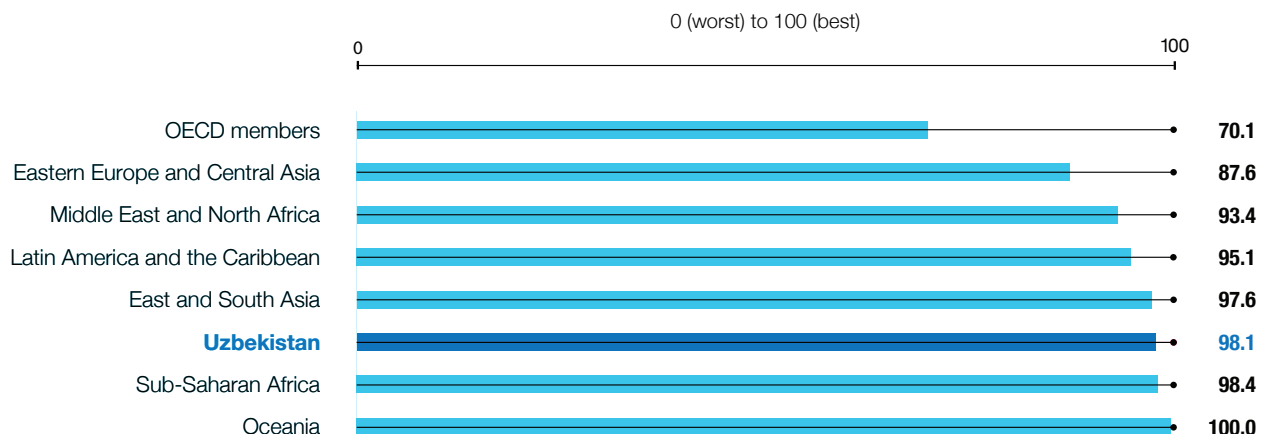 0 (worst) to 100 (best)
0 100
OECD members 70.1
Eastern Europe and Central Asia 87.6
Middle East and North Africa 93.4
Latin America and the Caribbean 95.1
East and South Asia 97.6
Uzbekistan 98.1
Sub-Saharan Africa 98.4
Oceania 100.0